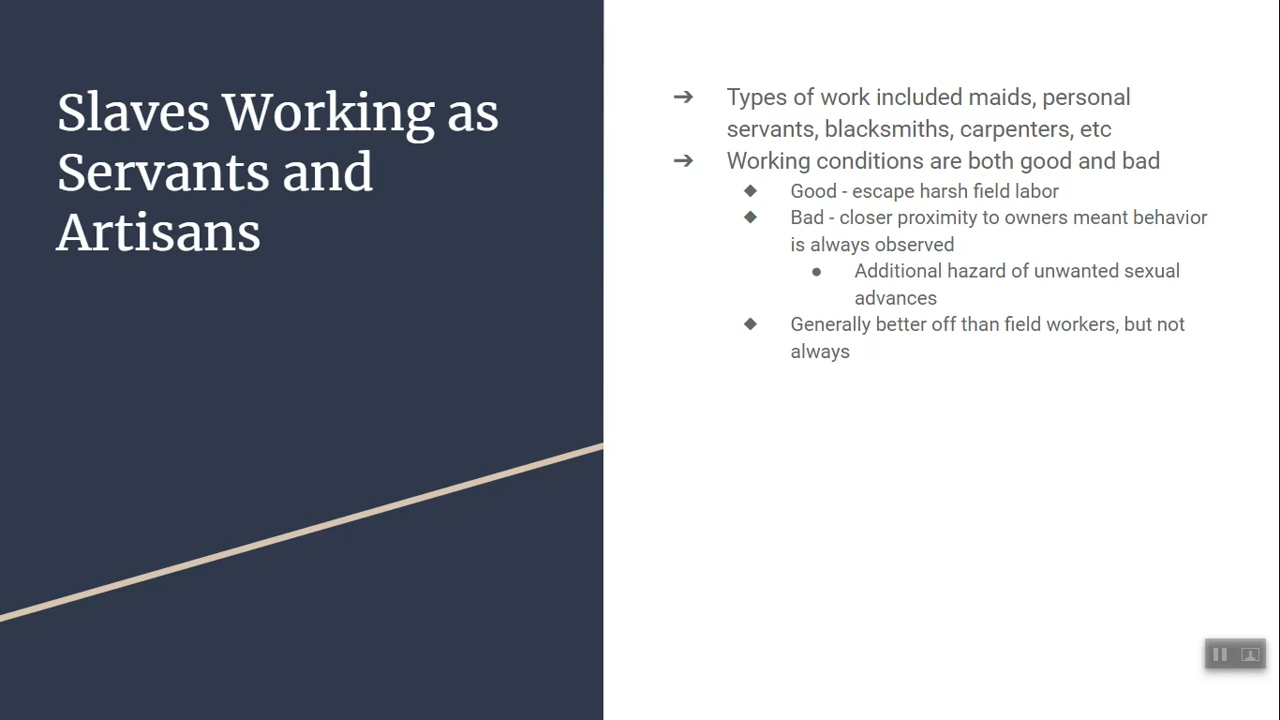 Slaves Working as
Servants and
Artisans
➔ Types of work included maids, personal
servants, blacksmiths, carpenters, etc
➔ Working conditions are both good and bad
◆ Good - escape harsh field labor
◆ Bad - closer proximity to owners meant behavior
is always observed
● Additional hazard of unwanted sexual
advances
◆ Generally better off than field workers, but not
always